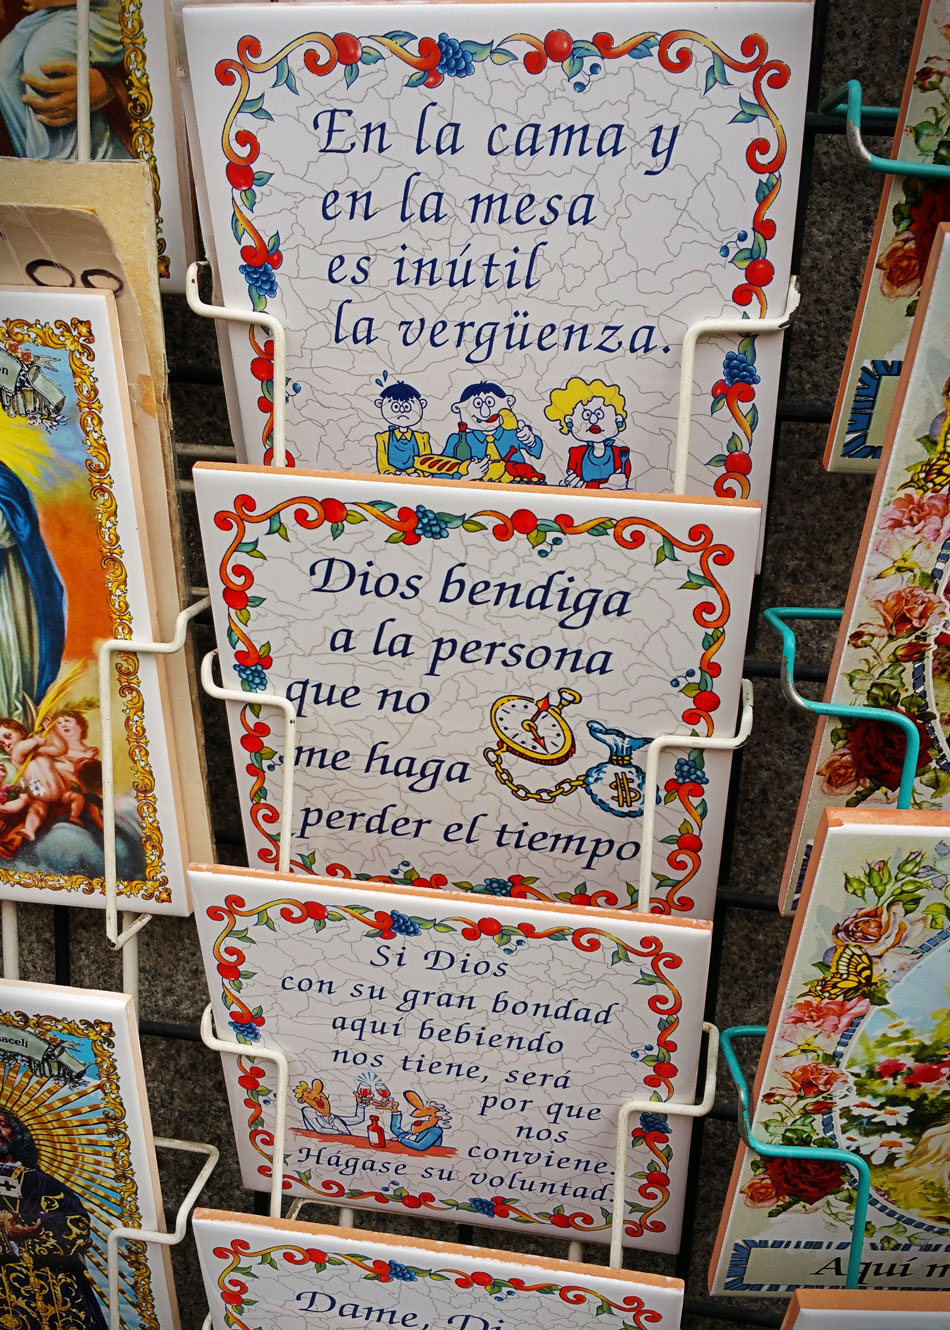 En la cama y
en la mesa
es inútil
la vergüenza.
Dios bendiga
a la persona
que no
me haga
perder el tiempo
$
Si Dios
con su gran bondad
aquí bebiendo
nos tiene, será
por que
nos
conviene.
Hágase su voluntad.
Dame,
Aquí